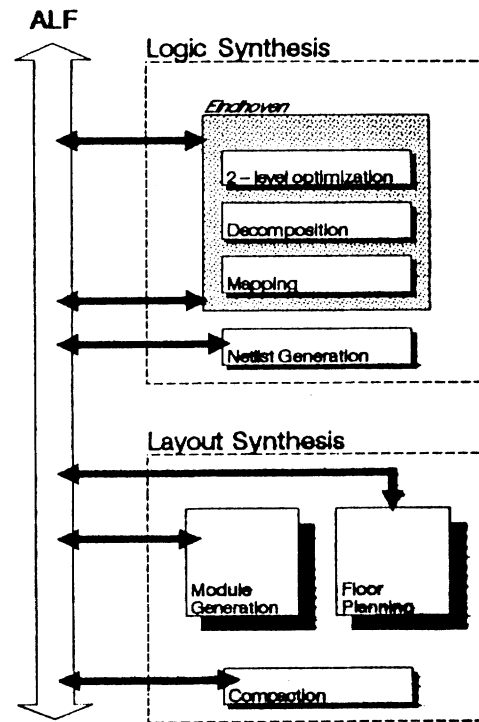 ALF
Logic Synthesis
Eindhoven
2 - level optimization
Decomposition
Mapping
Netlist Generation
Layout Synthesis
Module
Generation
Floor
Planning
Compaction